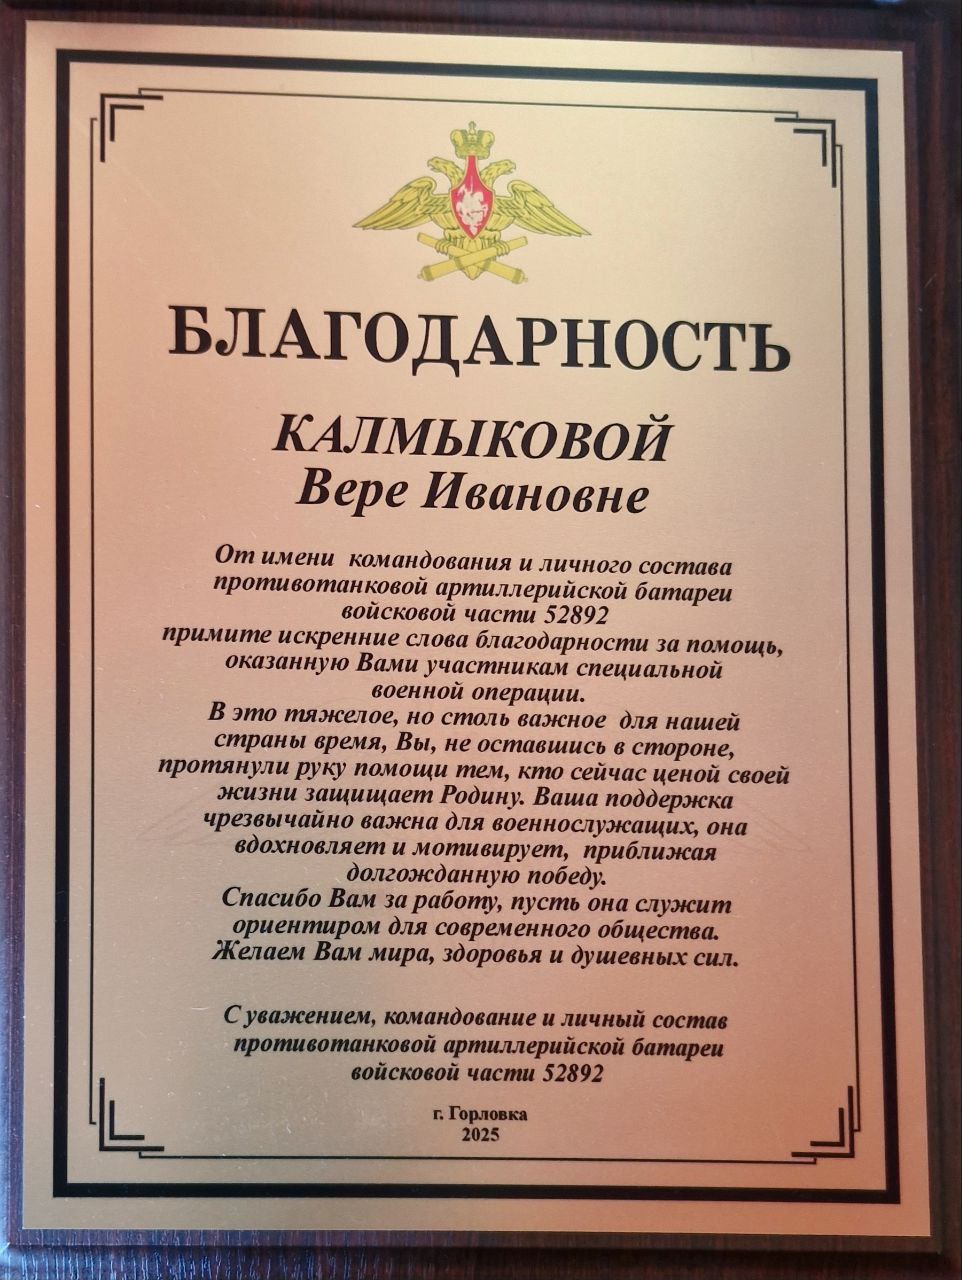 БЛАГОДАРНОСТЬ
КАЛМЫКОВОЙ
Вере Ивановне
От имени командования и личного состава
противотанковой артиллерийской батареи
войсковой части 52892
примите искренние слова благодарности за помощь,
оказанную Вами участникам специальной
военной операции.
В это тяжелое, но столь важное для нашей
страны время, Вы, не оставшись в стороне,
протянули руку помощи тем, кто сейчас ценой своей
жизни защищает Родину. Ваша поддержка
чрезвычайно важна для военнослужащих, она
вдохновляет и мотивирует, приближая
долгожданную победу.
Спасибо Вам за работу, пусть она служит
ориентиром для современного общества.
Желаем Вам мира, здоровья и душевных сил.
С уважением, командование и личный состав
противотанковой артиллерийской батареи
войсковой части 52892
г. Горловка
2025